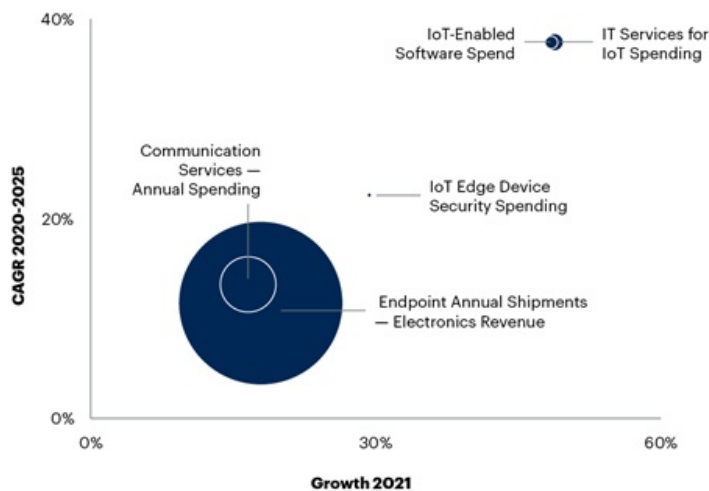 40%
IoT-Enabled
Software Spend
IT Services for
IoT Spending
Communication
Services —
Annual Spending
IoT Edge Device
Security Spending
20%
CAGR 2020-2025
Endpoint Annual Shipments
— Electronics Revenue
0%
0%
30%
60%
Growth 2021